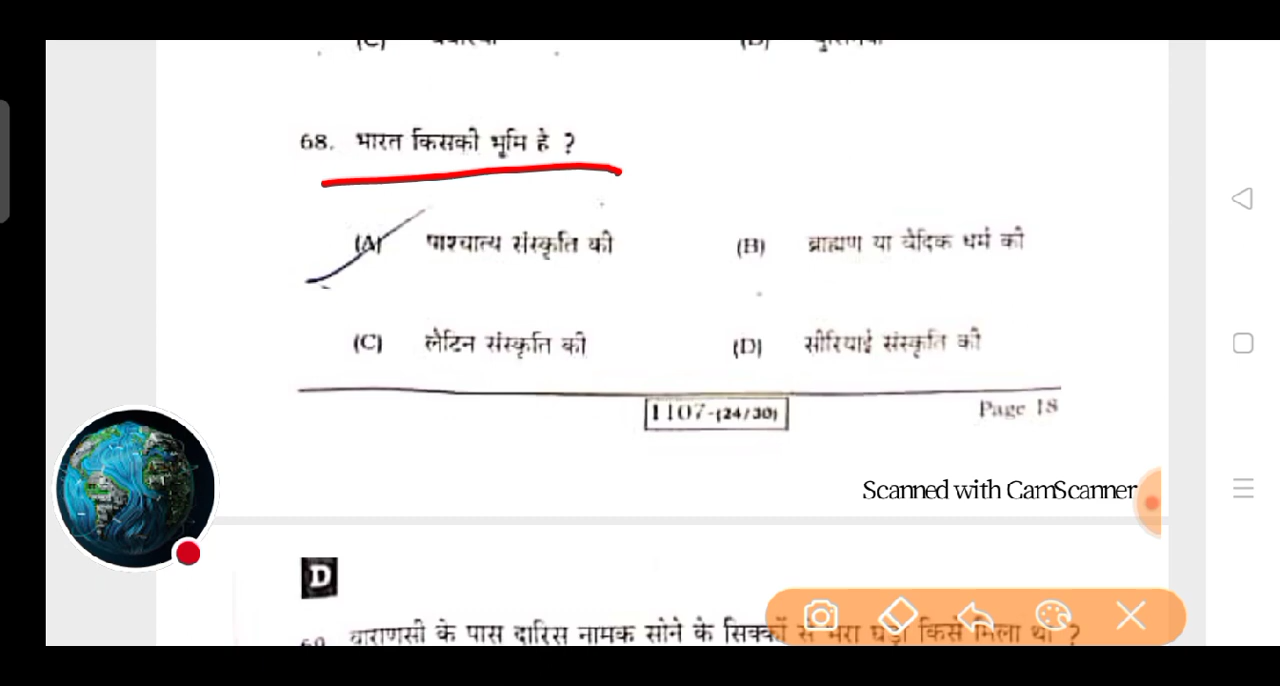 68. भारत किसकी भूमि है ?
(A) पाश्चात्य संस्कृति की (B) ब्राह्मण या वैदिक धर्म की
(C) लैटिन संस्कृति की (D) सीरियाई संस्कृति की
1107-(24/30) Page 18
Scanned with CamScanner
D
वाराणसी के पास दारिस नामक सोने के सिक्कों से भरा घड़ा किसे मिला था ?